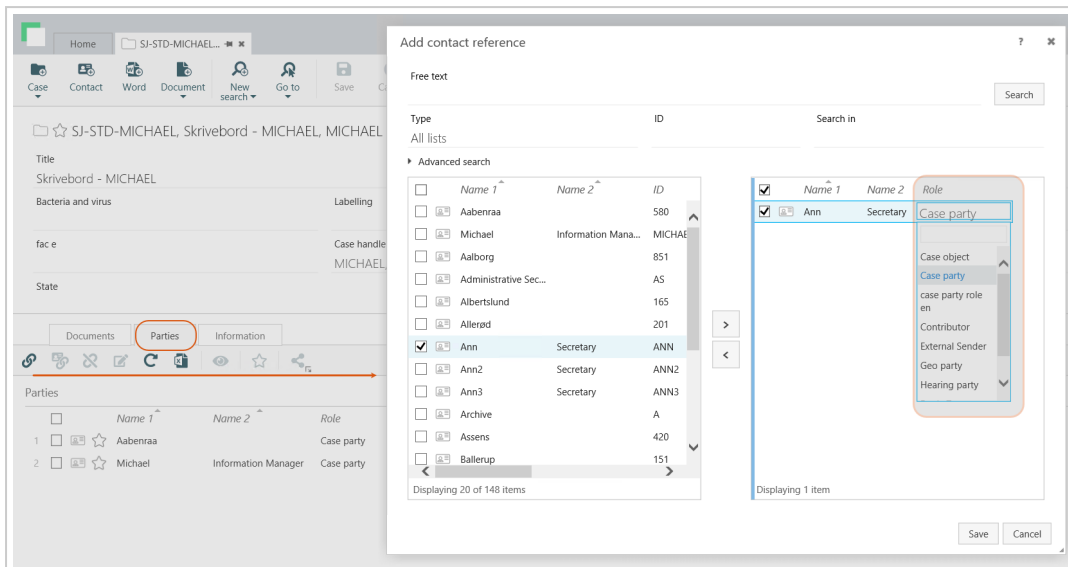 Home
SJ-STD-MICHAEL...
Case
Contact
Word
Document
New search
Go to
Save
SJ-STD-MICHAEL, Skrivebord - MICHAEL, MICHAEL
Title
Skrivebord - MICHAEL
Bacteria and virus
Labelling
fac e
Case handle
MICHAEL,
State
Documents
Parties
Information
Parties
Name 1 Name 2 Role
1 Aabenraa Case party
2 Michael Information Manager Case party
Add contact reference
?
Free text
Search
Type
ID
Search in
All lists
Advanced search
Name 1 Name 2 ID
Aabenraa 580
Michael Information Mana... MICHAE
Aalborg 851
Administrative Sec... AS
Albertslund 165
Allerød 201
Ann Secretary ANN
Ann2 Secretary ANN2
Ann3 Secretary ANN3
Archive A
Assens 420
Ballerup 151
Displaying 20 of 148 items
>
<
Name 1 Name 2 Role
Ann Secretary Case party
Case object
Case party
case party role
en
Contributor
External Sender
Geo party
Hearing party
Displaying 1 item
Save
Cancel